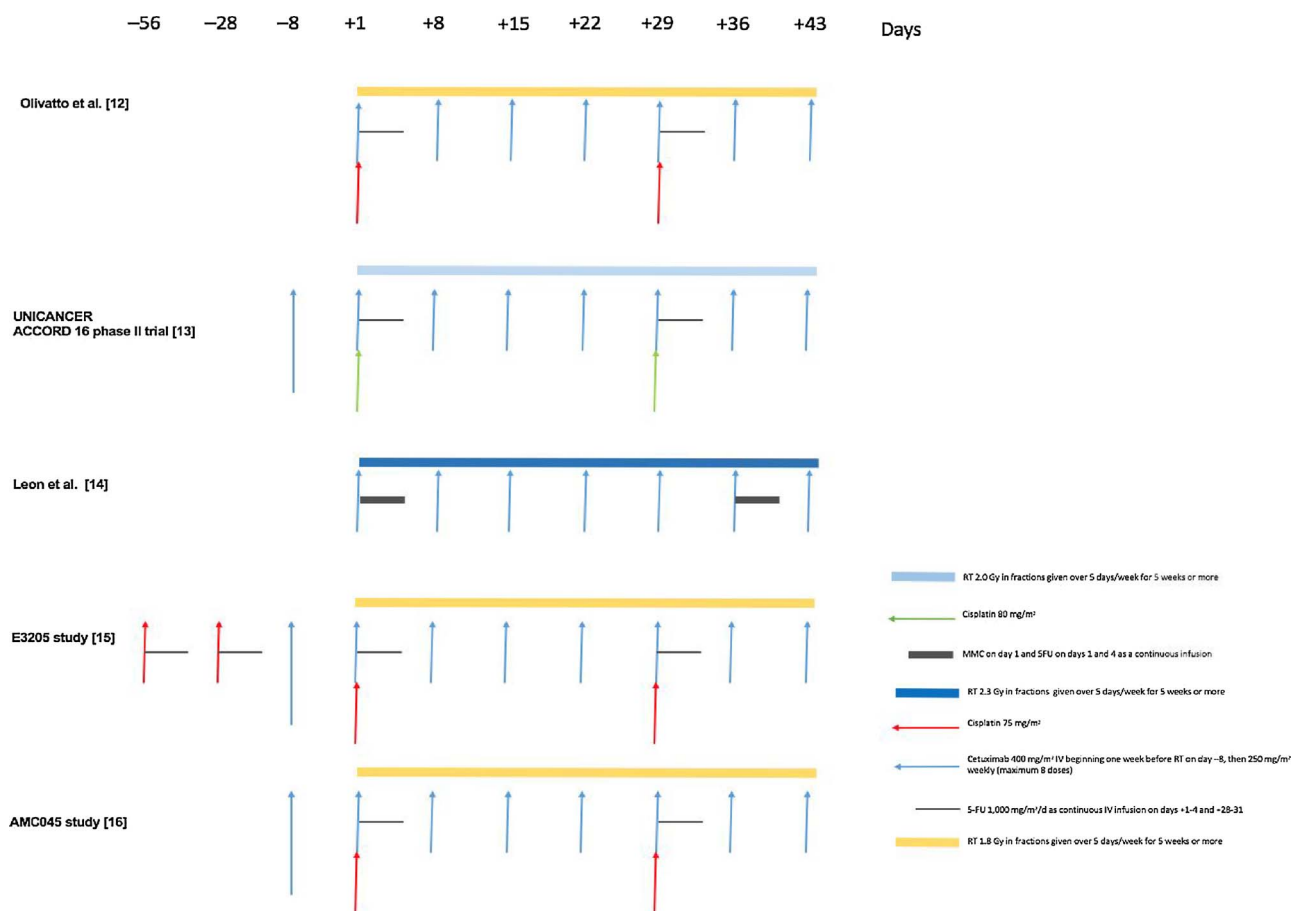 –56 –28 –8 +1 +8 +15 +22 +29 +36 +43 Days
Olivatto et al. [12]
UNICANCER
ACCORD 16 phase II trial [13]
Leon et al. [14]
E3205 study [15]
AMC045 study [16]
RT 2.0 Gy in fractions given over 5 days/week for 5 weeks or more
Cisplatin 80 mg/m²
MMC on day 1 and 5FU on days 1 and 4 as a continuous infusion
RT 2.3 Gy in fractions given over 5 days/week for 5 weeks or more
Cisplatin 75 mg/m²
Cetuximab 400 mg/m² IV beginning one week before RT on day –8, then 250 mg/m²
weekly (maximum 8 doses)
5-FU 1,000 mg/m²/d as continuous IV infusion on days +1-4 and +28-31
RT 1.8 Gy in fractions given over 5 days/week for 5 weeks or more